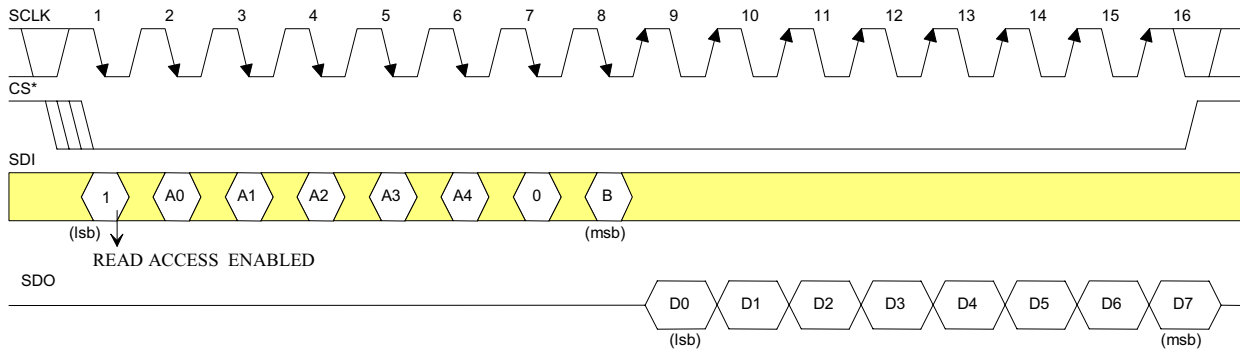 SCLK 1 2 3 4 5 6 7 8 9 10 11 12 13 14 15 16
CS*
SDI
1 A0 A1 A2 A3 A4 0 B
(lsb) (msb)
READ ACCESS ENABLED
SDO
D0 D1 D2 D3 D4 D5 D6 D7
(lsb) (msb)